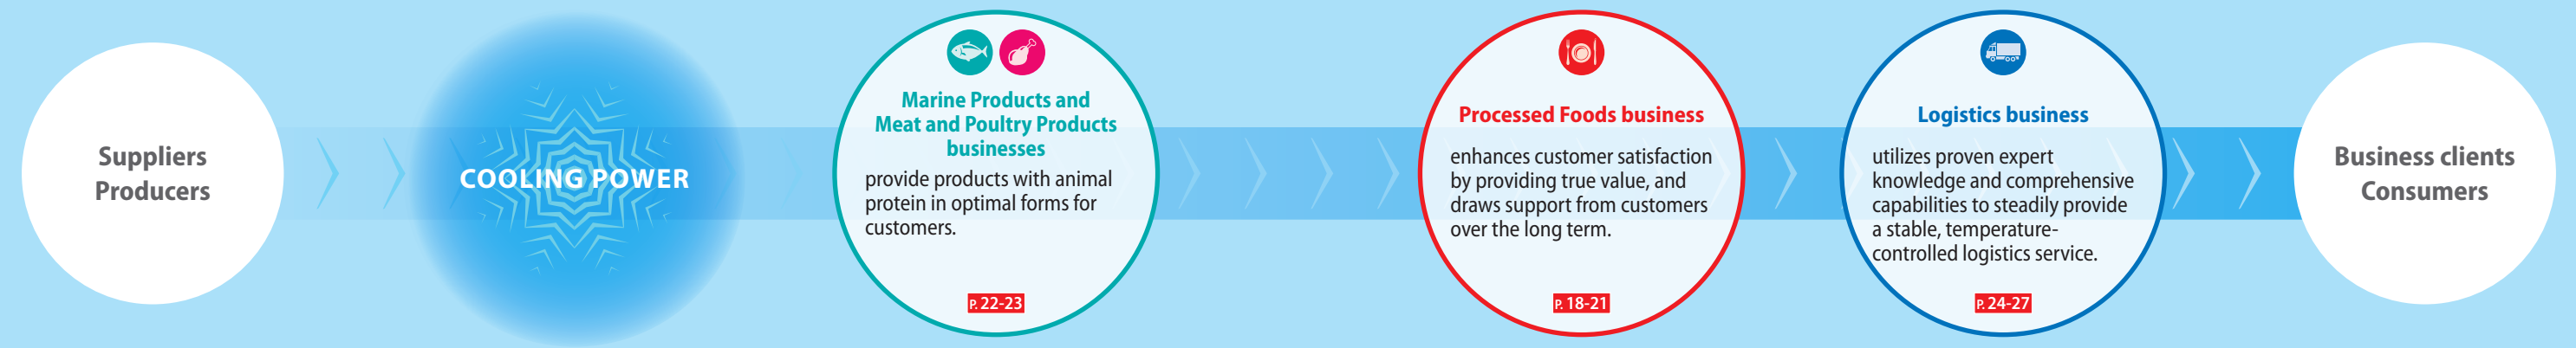 Suppliers
Producers
COOLING POWER
Marine Products and
Meat and Poultry Products
businesses
provide products with animal
protein in optimal forms for
customers.
P. 22-23
Processed Foods business
enhances customer satisfaction
by providing true value, and
draws support from customers
over the long term.
P. 18-21
Logistics business
utilizes proven expert
knowledge and comprehensive
capabilities to steadily provide
a stable, temperature-
controlled logistics service.
P. 24-27
Business clients
Consumers